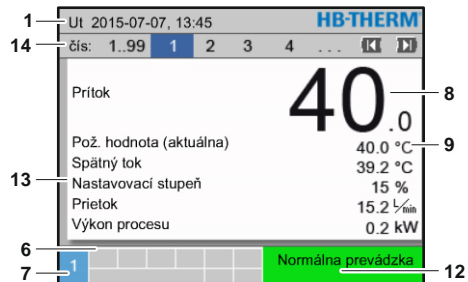 1 Ut 2015-07-07, 13:45 HB-THERM
14 čís: 1..99 1 2 3 4 ...
Prítok 40.0 8
Pož. hodnota (aktuálna) 40.0 °C 9
Spätný tok 39.2 °C
13 Nastavovací stupeň 15 %
Prietok 15.2 L/min
Výkon procesu 0.2 kW
6
7 1 Normálna prevádzka 12